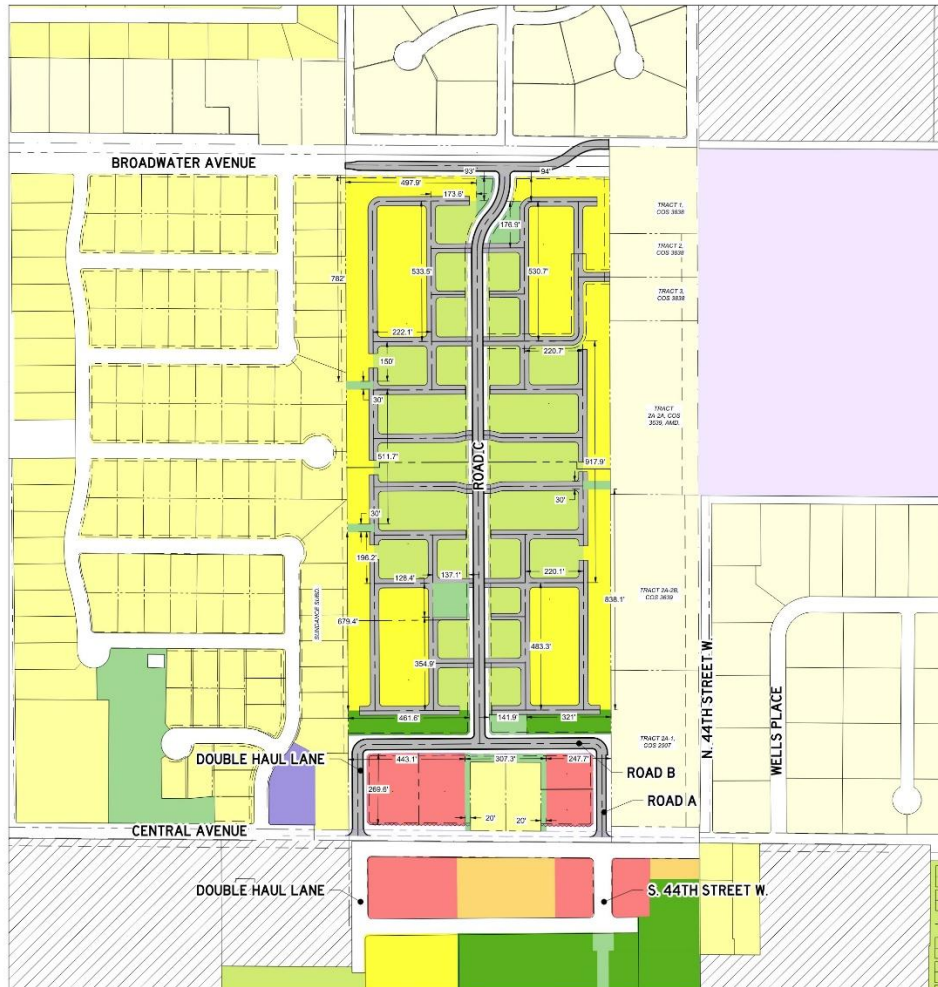 BROADWATER AVENUE
93'
94'
497.9'
173.6'
TRACT 1,
COS 3838
176.9'
TRACT 2,
COS 3838
782'
533.5'
530.7'
TRACT 3,
COS 3838
222.1'
220.7'
150'
30'
TRACT
2A 2A, COS
3639, AMD.
ROAD C
511.7'
917.9'
30'
30'
196.2'
128.4'
137.1'
220.1'
838.1'
TRACT 2A-2B,
COS 3639
SUNDANCE SUBD.
679.4'
483.3'
354.9'
N. 44TH STREET W.
WELLS PLACE
461.6'
141.9'
321'
TRACT 2A-1,
COS 2007
DOUBLE HAUL LANE
443.1'
307.3'
247.7'
ROAD B
269.6'
ROAD A
20'
20'
CENTRAL AVENUE
DOUBLE HAUL LANE
S. 44TH STREET W.